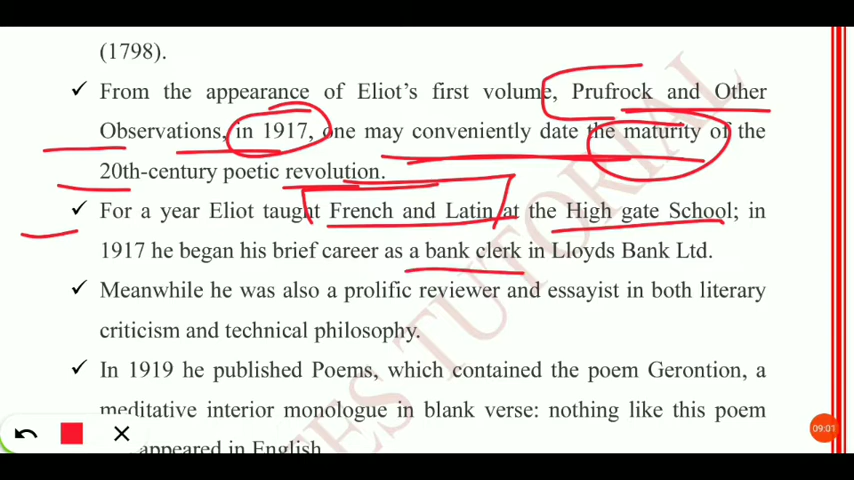 (1798).
✓ From the appearance of Eliot's first volume, Prufrock and Other
Observations, in 1917, one may conveniently date the maturity of the
20th-century poetic revolution.
✓ For a year Eliot taught French and Latin at the High gate School; in
1917 he began his brief career as a bank clerk in Lloyds Bank Ltd.
✓ Meanwhile he was also a prolific reviewer and essayist in both literary
criticism and technical philosophy.
✓ In 1919 he published Poems, which contained the poem Gerontion, a
meditative interior monologue in blank verse: nothing like this poem
appeared in English
ES TUTORIAL
09:01